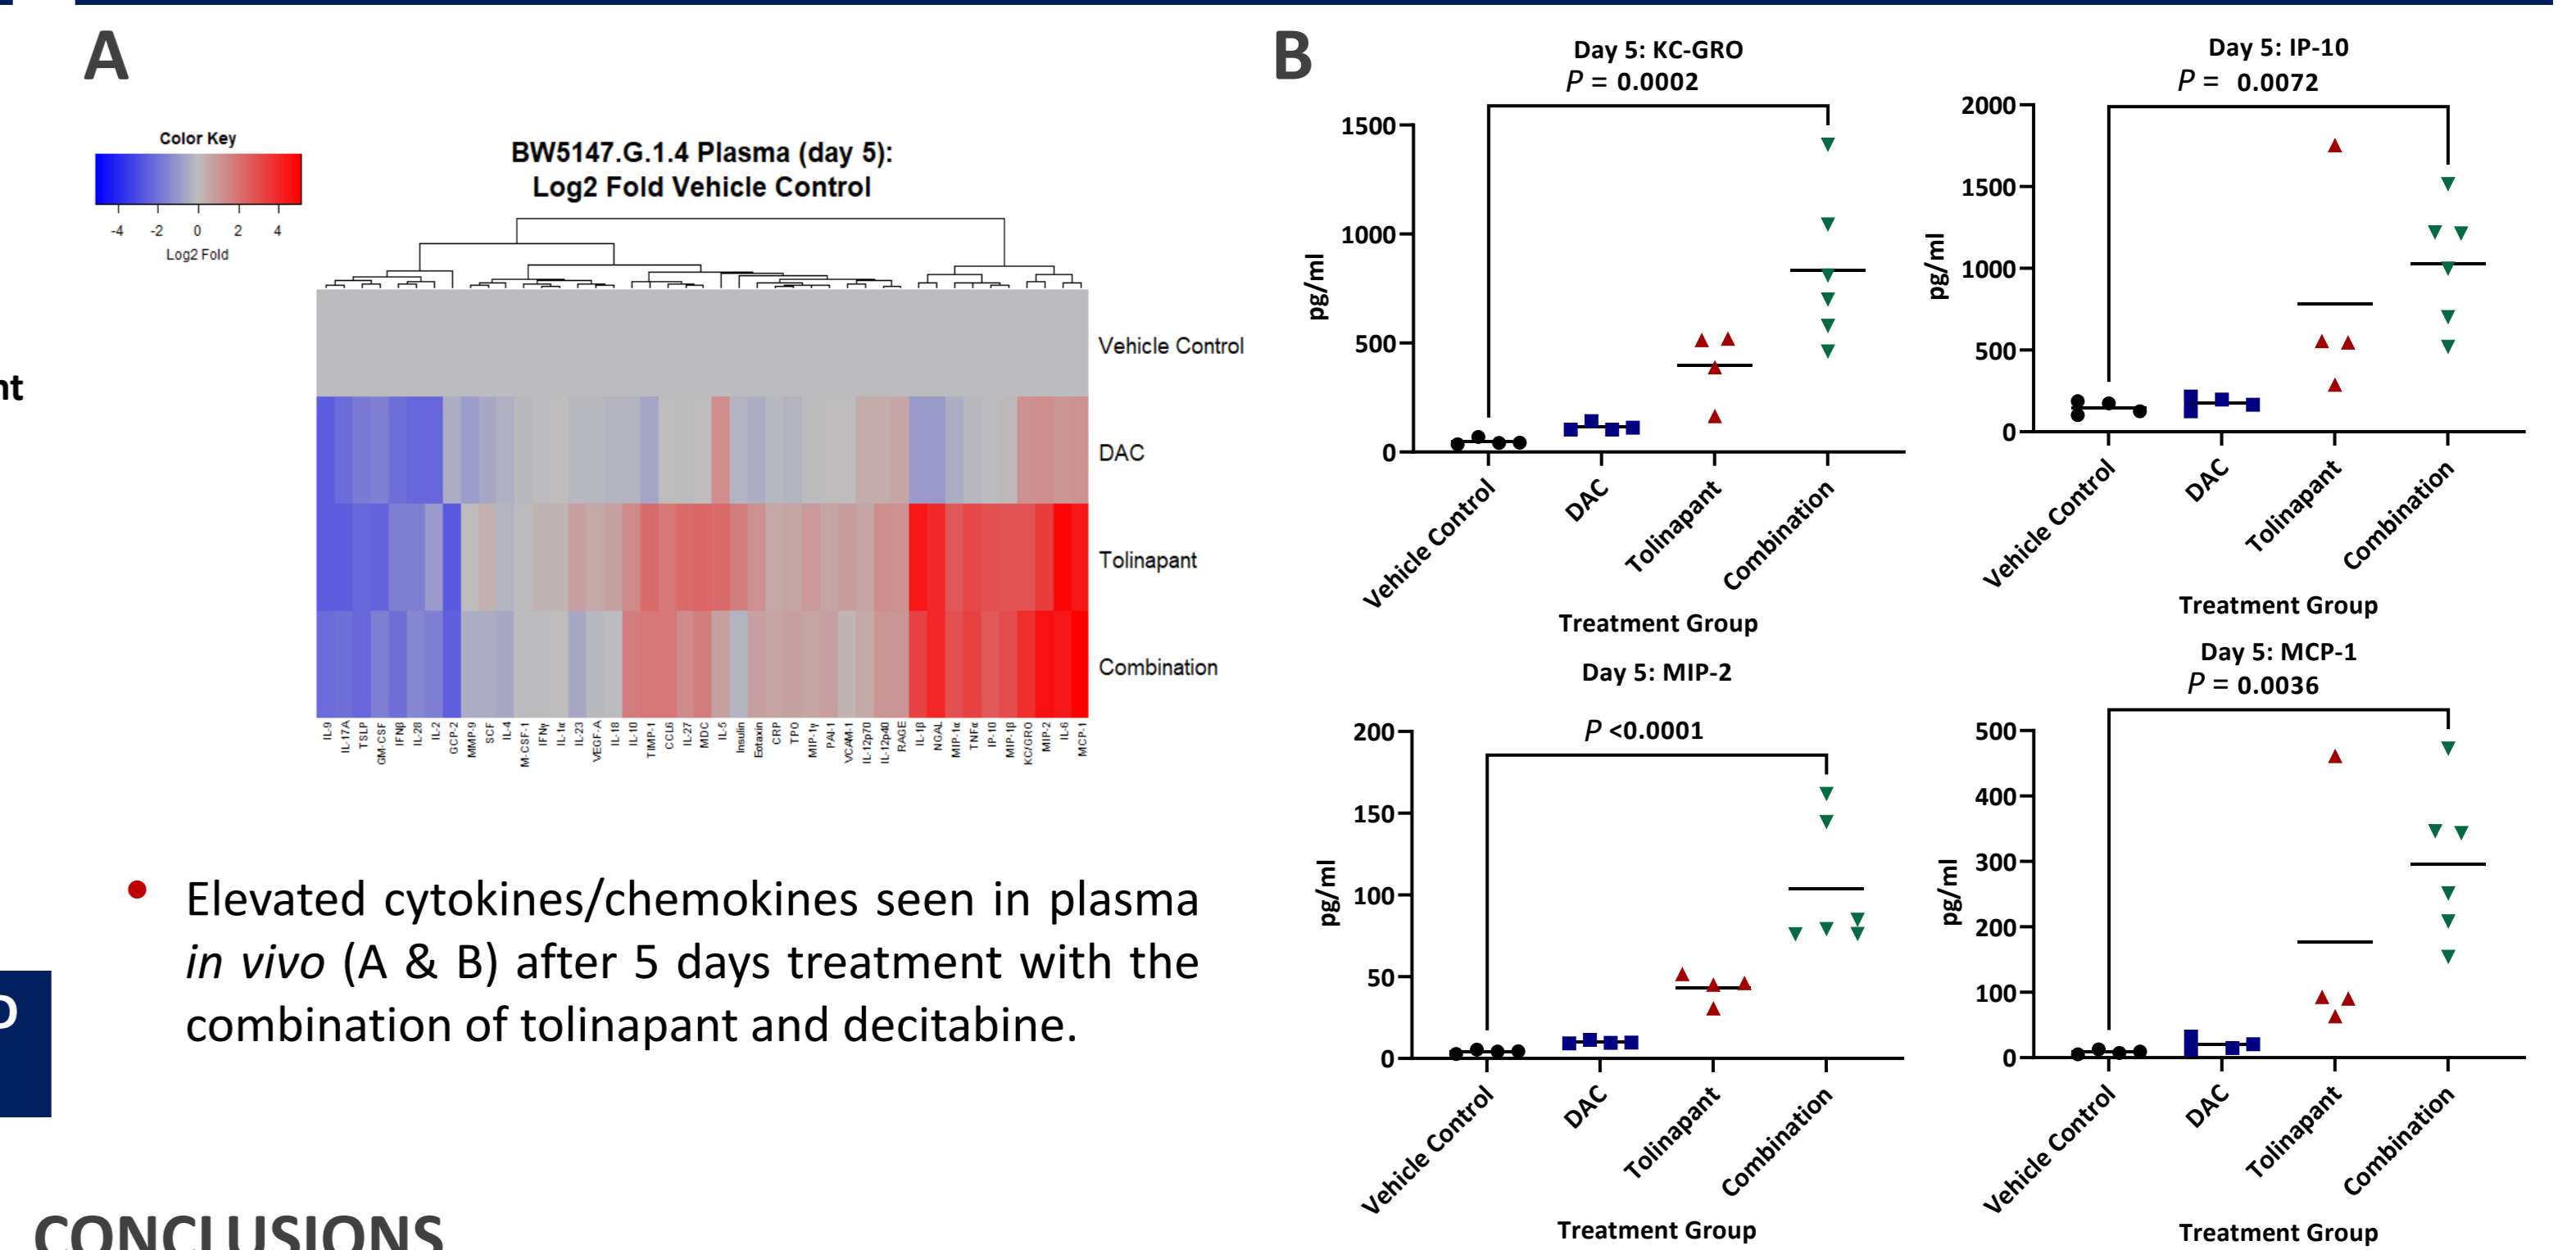 A
Color Key
-4 -2 0 2 4
Log2 Fold
BW5147.G.1.4 Plasma (day 5):
Log2 Fold Vehicle Control
Vehicle Control
DAC
Tolinapant
Combination
IL-9 IL-17A TSLP GM-CSF IFNβ IL-28 IL-2 GCP-2 MMP-9 SCF IL-4 M-CSF-1 IFNγ IL-1α IL-23 VEGF-A IL-18 IL-10 TIMP-1 CCL6 IL-27 MDC IL-5 Insulin Eotaxin CRP TPO MIP-1γ PAI-1 VCAM-1 IL-12p70 IL-12p40 RAGE IL-1β NGAL MIP-1α TNFα IP-10 MIP-1β KC/GRO MIP-2 IL-6 MCP-1
nt
• Elevated cytokines/chemokines seen in plasma
in vivo (A & B) after 5 days treatment with the
combination of tolinapant and decitabine.
CONCLUSIONS
B
Day 5: KC-GRO
P = 0.0002
1500
1000
500
0
pg/ml
Vehicle Control
DAC
Tolinapant
Combination
Treatment Group
Day 5: IP-10
P = 0.0072
2000
1500
1000
500
0
pg/ml
Vehicle Control
DAC
Tolinapant
Combination
Treatment Group
Day 5: MIP-2
P <0.0001
200
150
100
50
0
pg/ml
Vehicle Control
DAC
Tolinapant
Combination
Treatment Group
Day 5: MCP-1
P = 0.0036
500
400
300
200
100
0
pg/ml
Vehicle Control
DAC
Tolinapant
Combination
Treatment Group